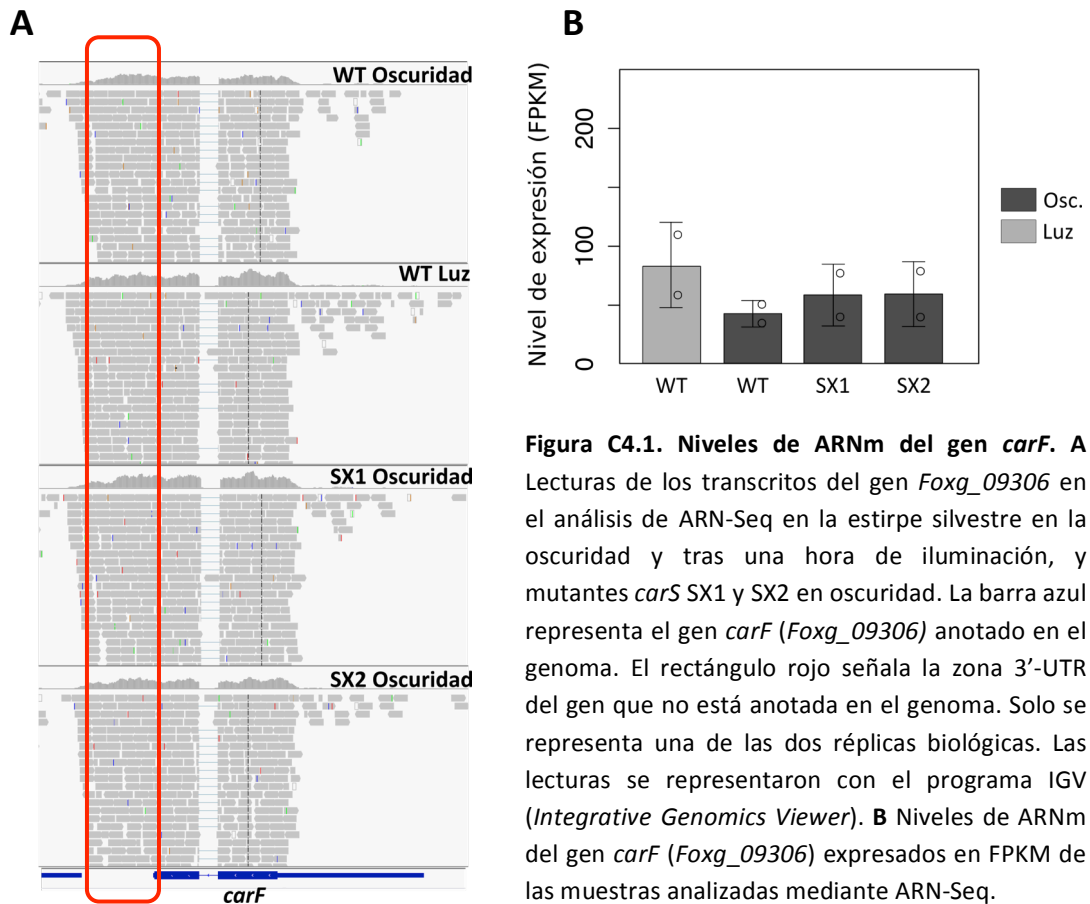 A
WT Oscuridad
WT Luz
SX1 Oscuridad
SX2 Oscuridad
carF
B
Nivel de expresión (FPKM)
200
100
0
WT
WT
SX1
SX2
Osc.
Luz
Figura C4.1. Niveles de ARNm del gen carF. A
Lecturas de los transcritos del gen Foxg_09306 en
el análisis de ARN-Seq en la estirpe silvestre en la
oscuridad y tras una hora de iluminación, y
mutantes carS SX1 y SX2 en oscuridad. La barra azul
representa el gen carF (Foxg_09306) anotado en el
genoma. El rectángulo rojo señala la zona 3’-UTR
del gen que no está anotada en el genoma. Solo se
representa una de las dos réplicas biológicas. Las
lecturas se representaron con el programa IGV
(Integrative Genomics Viewer). B Niveles de ARNm
del gen carF (Foxg_09306) expresados en FPKM de
las muestras analizadas mediante ARN-Seq.